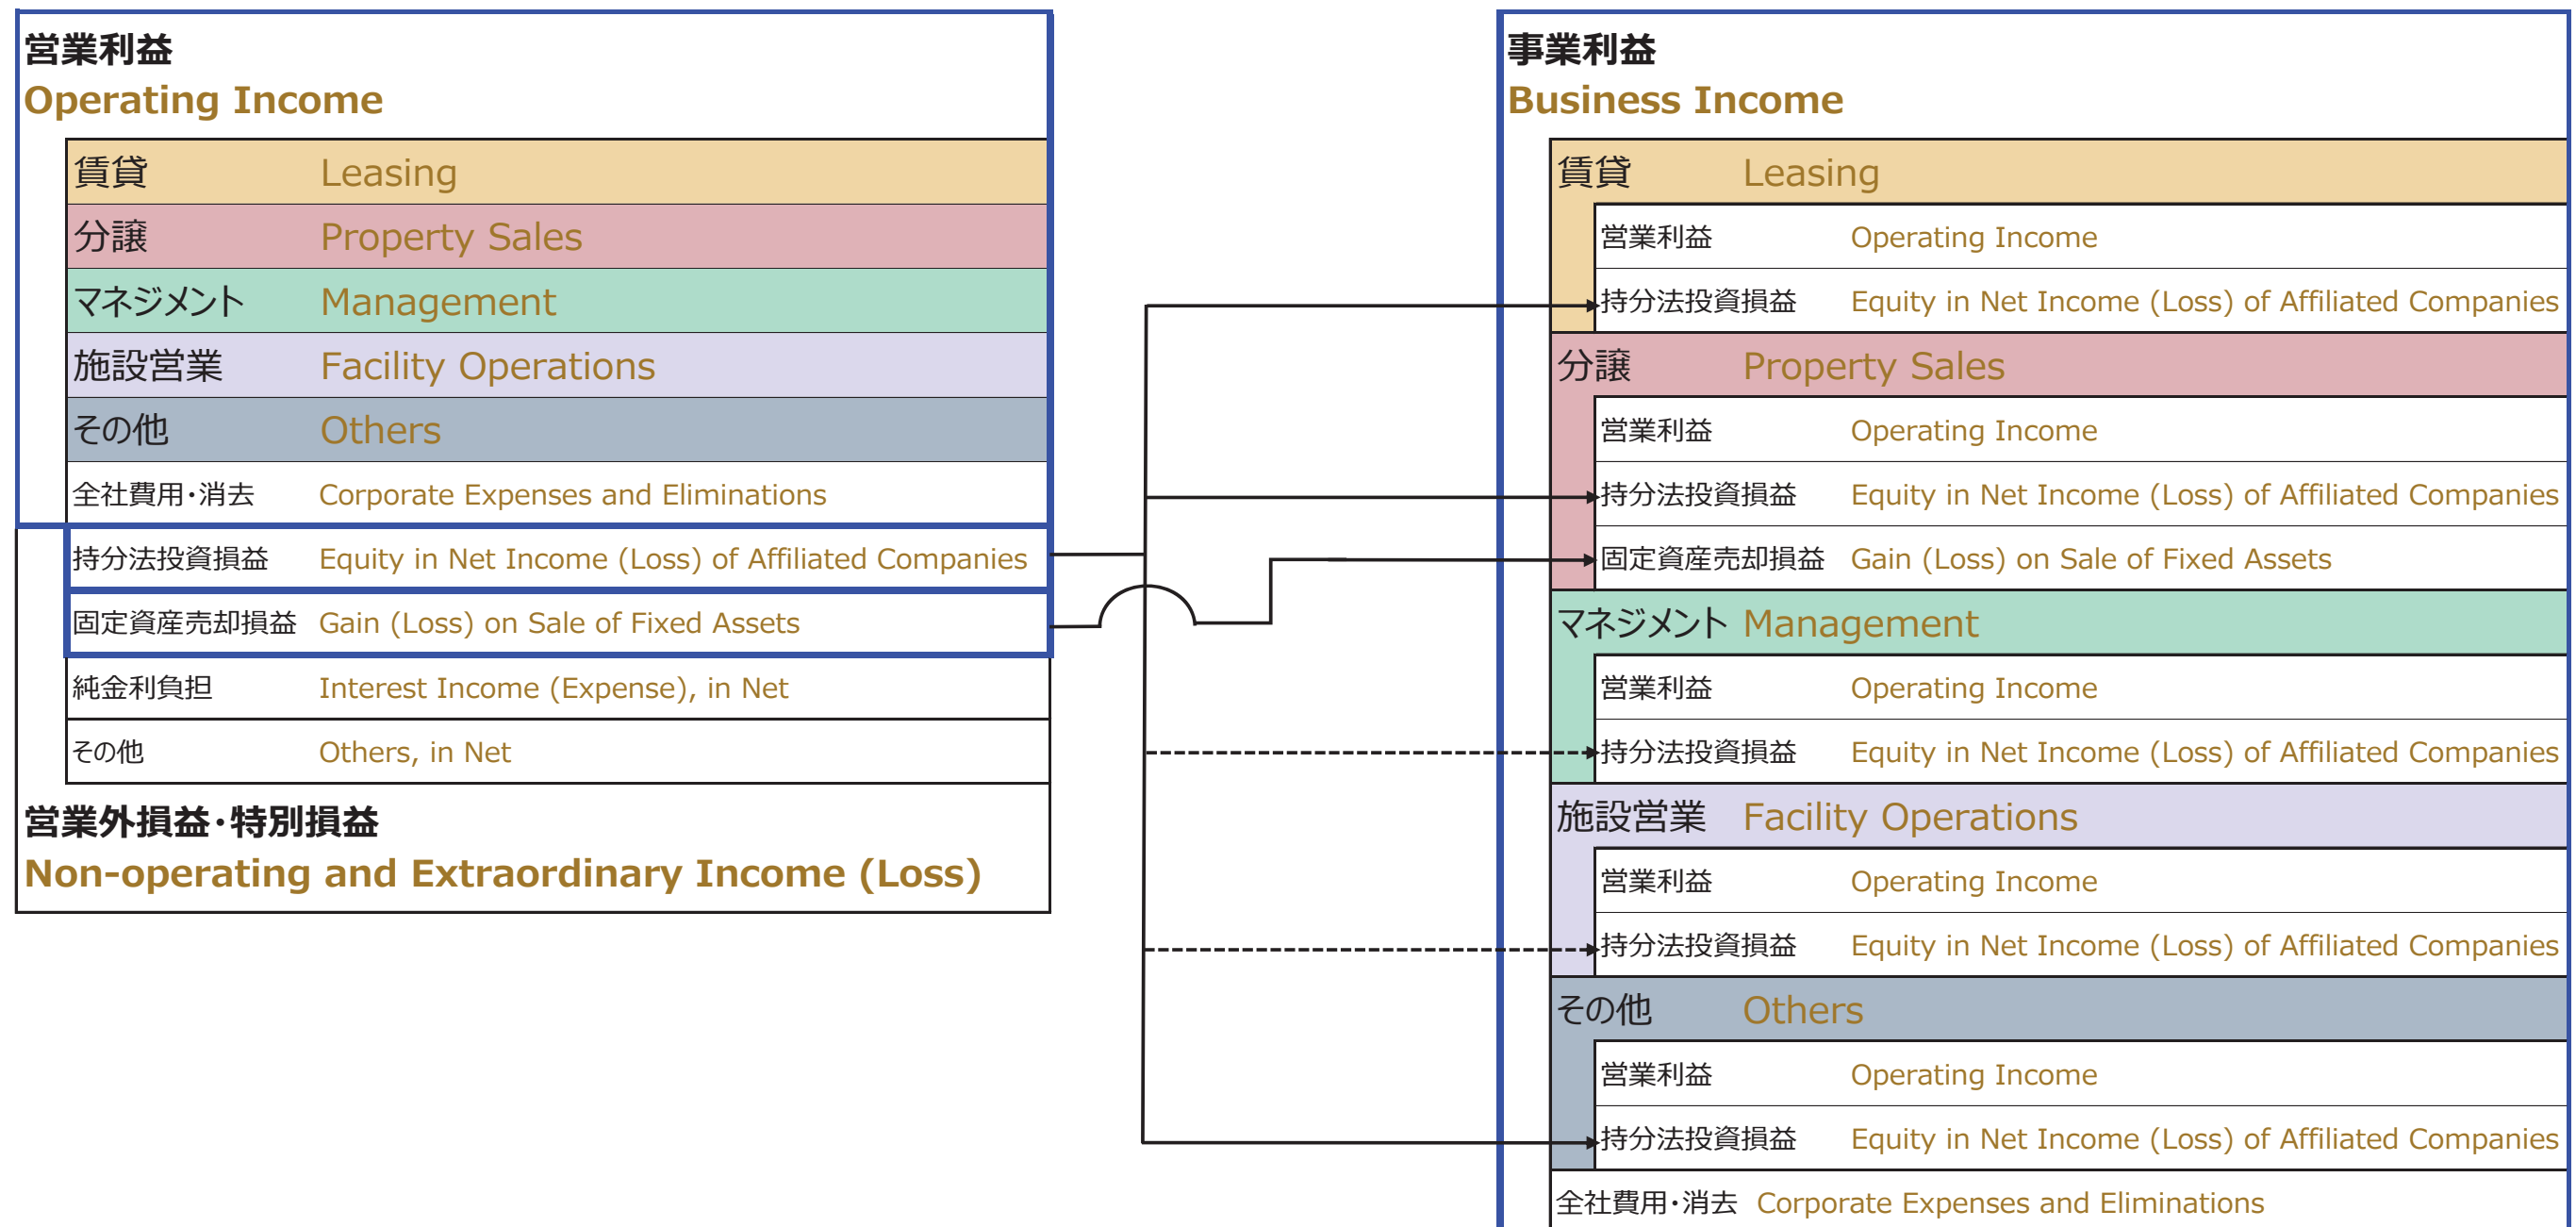 営業利益
Operating Income
賃貸 Leasing
分譲 Property Sales
マネジメント Management
施設営業 Facility Operations
その他 Others
全社費用・消去 Corporate Expenses and Eliminations
持分法投資損益 Equity in Net Income (Loss) of Affiliated Companies
固定資産売却損益 Gain (Loss) on Sale of Fixed Assets
純金利負担 Interest Income (Expense), in Net
その他 Others, in Net
営業外損益・特別損益
Non-operating and Extraordinary Income (Loss)
事業利益
Business Income
賃貸 Leasing
営業利益 Operating Income
持分法投資損益 Equity in Net Income (Loss) of Affiliated Companies
分譲 Property Sales
営業利益 Operating Income
持分法投資損益 Equity in Net Income (Loss) of Affiliated Companies
固定資産売却損益 Gain (Loss) on Sale of Fixed Assets
マネジメント Management
営業利益 Operating Income
持分法投資損益 Equity in Net Income (Loss) of Affiliated Companies
施設営業 Facility Operations
営業利益 Operating Income
持分法投資損益 Equity in Net Income (Loss) of Affiliated Companies
その他 Others
営業利益 Operating Income
持分法投資損益 Equity in Net Income (Loss) of Affiliated Companies
全社費用・消去 Corporate Expenses and Eliminations